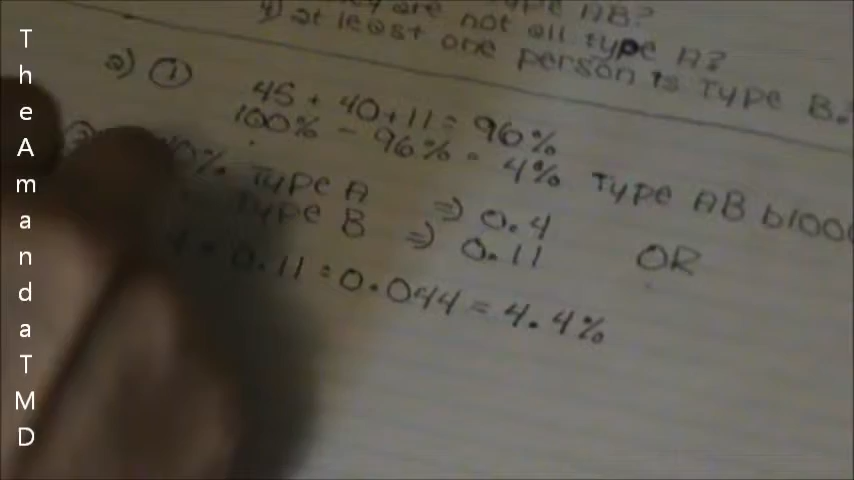 TheAmandaTMD
are not all type A?
4) at least one person is Type B.
a) 1
45 + 40 + 11 = 96%
100% - 96% = 4% Type AB
40% Type A => 0.4 OR
Type B => 0.11
0.11 = 0.044 = 4.4%